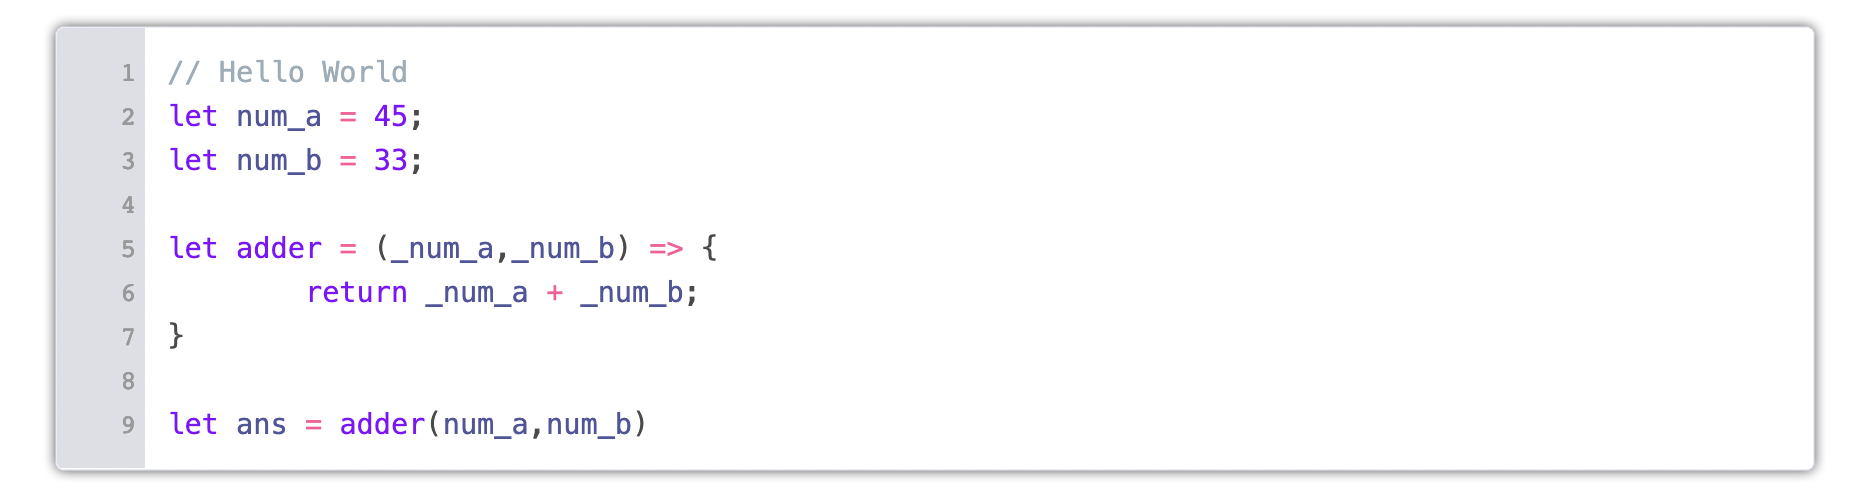 1 // Hello World
2 let num_a = 45;
3 let num_b = 33;
4
5 let adder = (_num_a,_num_b) => {
6         return _num_a + _num_b;
7 }
8
9 let ans = adder(num_a,num_b)